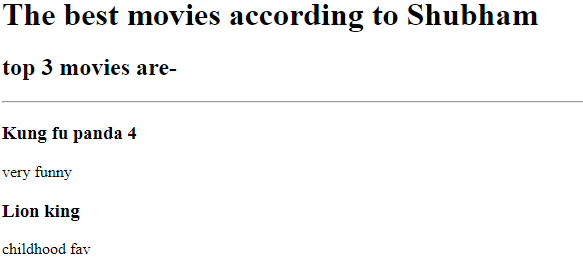 The best movies according to Shubham
top 3 movies are-
Kung fu panda 4
very funny
Lion king
childhood fav